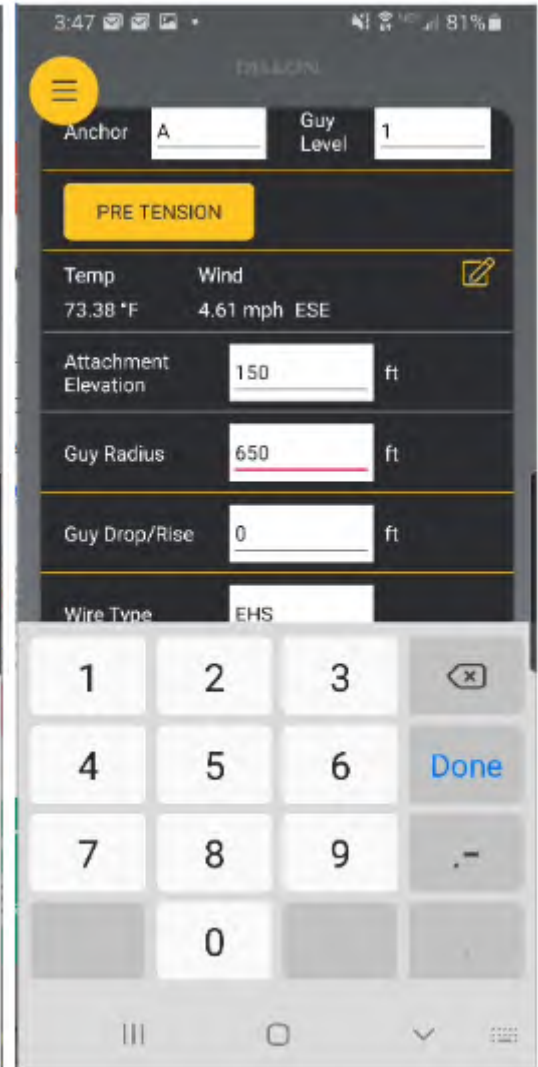 3:47 81%
DILLON
Anchor A Guy Level 1
PRE TENSION
Temp Wind
73.38 °F 4.61 mph ESE
Attachment Elevation 150 ft
Guy Radius 650 ft
Guy Drop/Rise 0 ft
Wire Type EHS
1 2 3
4 5 6 Done
7 8 9 .-
0 .